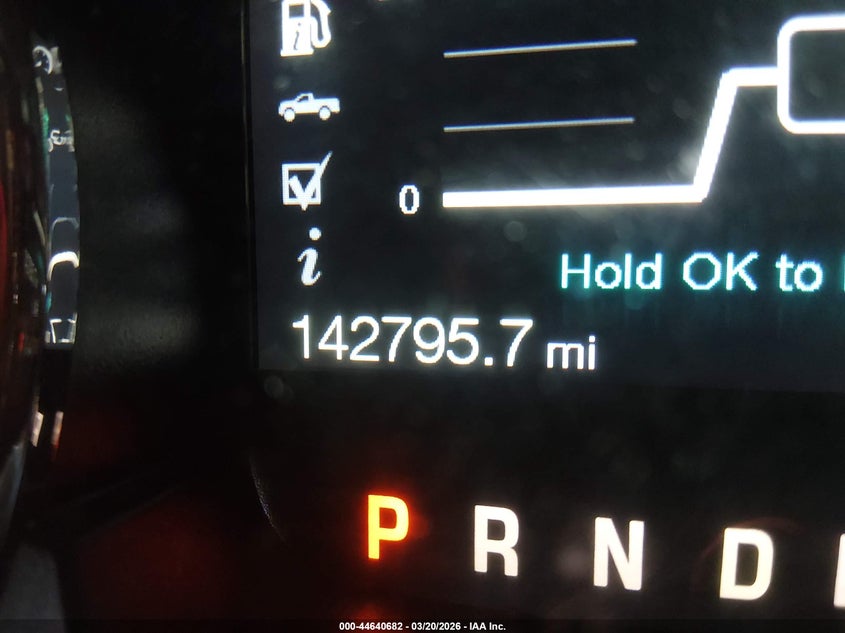 0
Hold OK to
142795.7 mi
P R N D
000-44640682 - 03/20/2026 - IAA Inc.